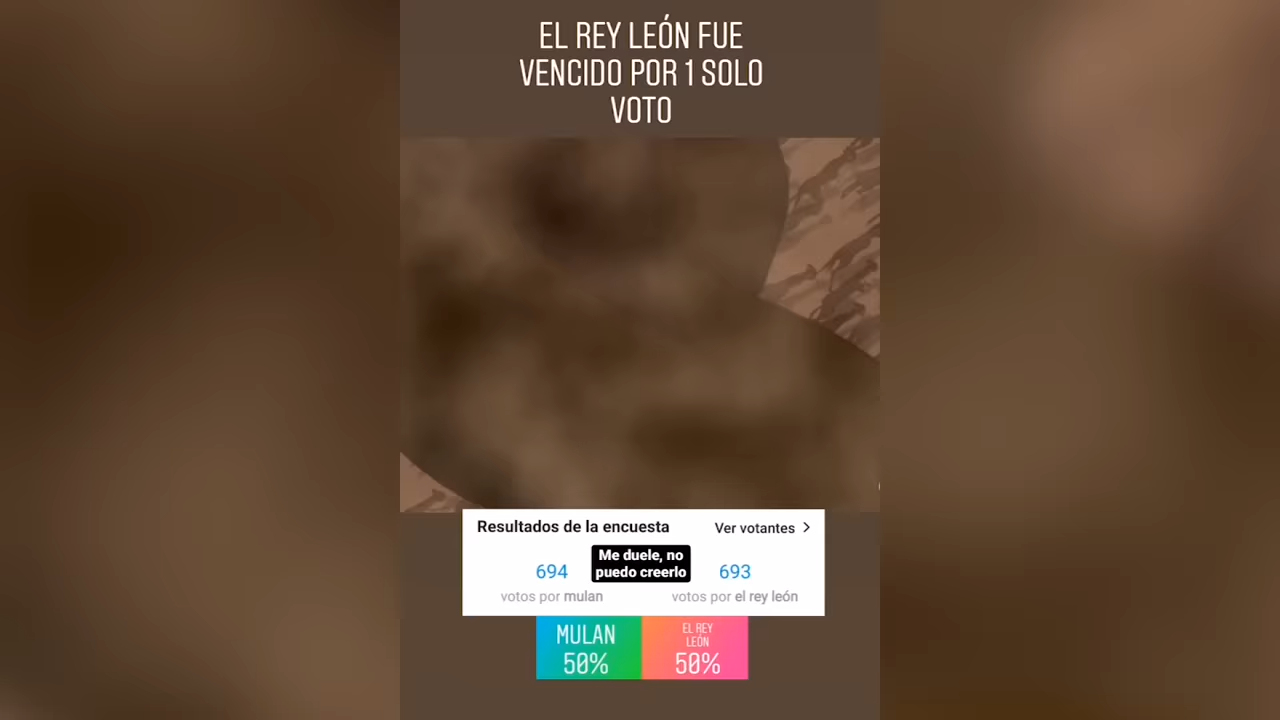 EL REY LEÓN FUE
VENCIDO POR 1 SOLO
VOTO
Resultados de la encuesta
Ver votantes >
Me duele, no
puedo creerlo
694
693
votos por mulan
votos por el rey león
MULAN
50%
EL REY
LEÓN
50%